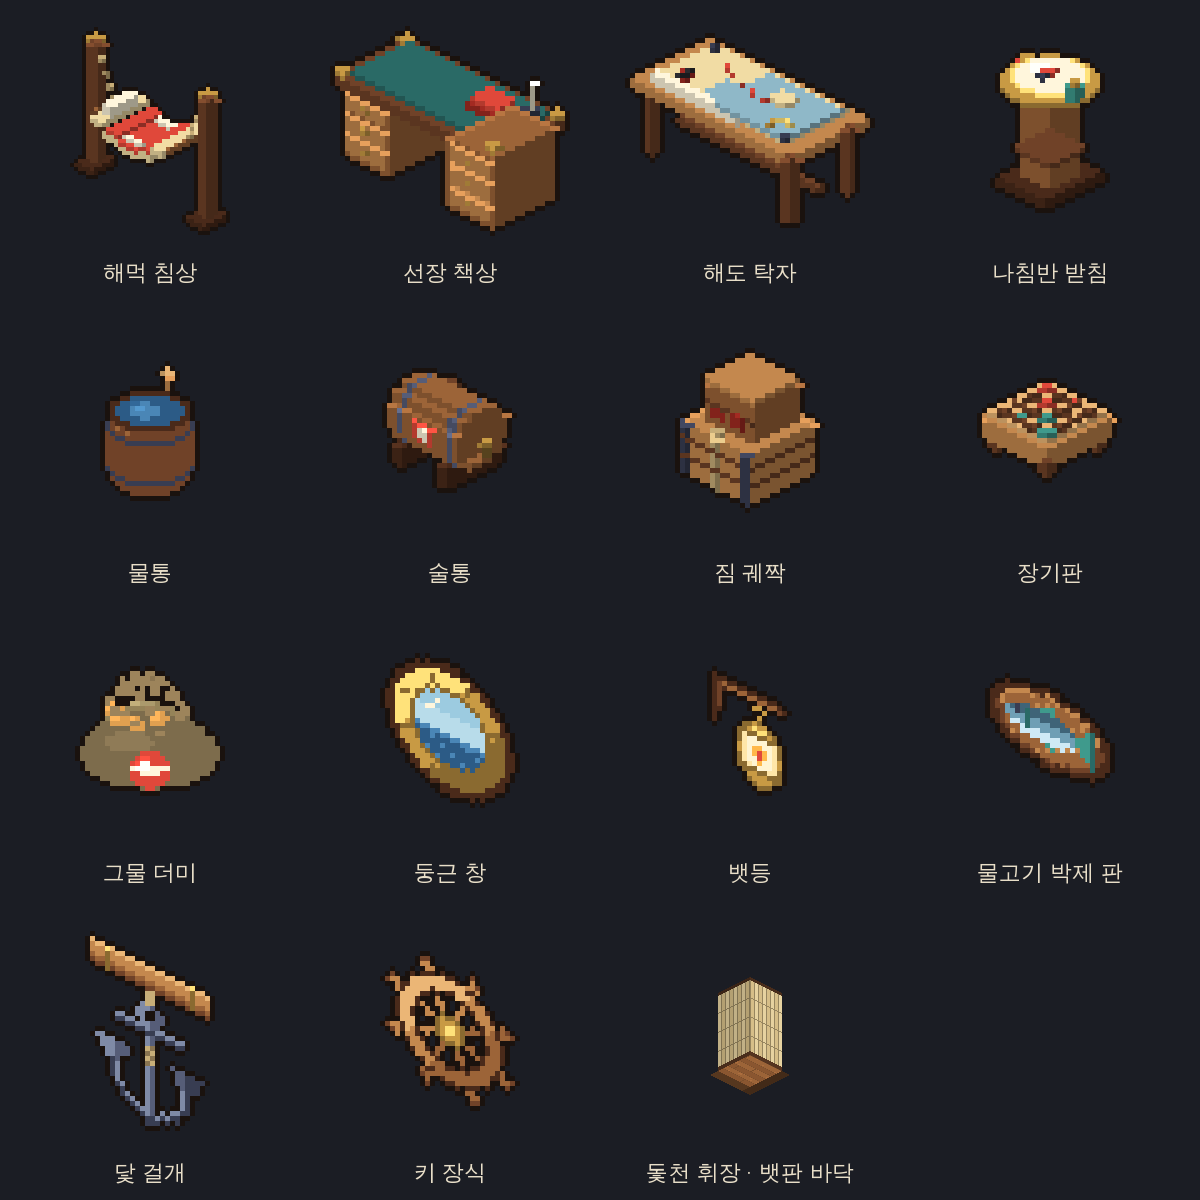 해먹 침상
선장 책상
해도 탁자
나침반 받침
물통
술통
짐 궤짝
장기판
그물 더미
둥근 창
뱃등
물고기 박제 판
닻 걸개
키 장식
돛천 휘장 · 뱃판 바닥